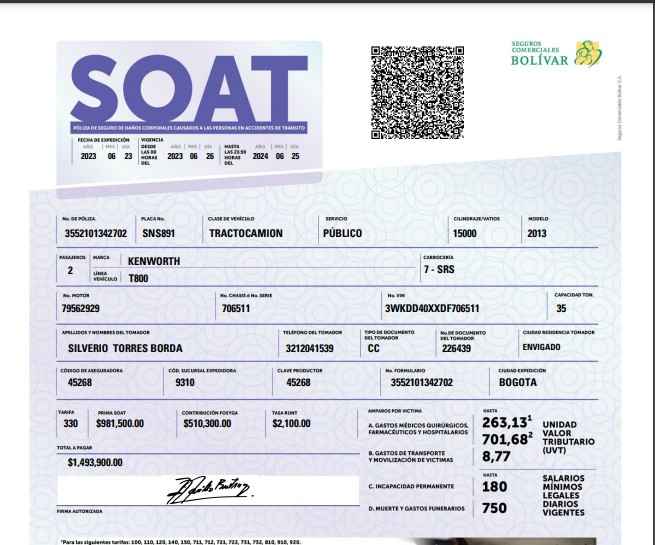 SEGUROS
COMERCIALES
BOLÍVAR
SOAT
PÓLIZA DE SEGURO DE DAÑOS CORPORALES CAUSADOS A LAS PERSONAS EN ACCIDENTES DE TRANSITO
FECHA DE EXPEDICIÓN VIGENCIA
AÑO MES DÍA DESDE LAS 00 HORAS DEL AÑO MES DÍA HASTA LAS 23:59 HORAS DEL AÑO MES DÍA
2023 06 23 2023 06 26 2024 06 25
Seguros Comerciales Bolívar S.A.
No. DE PÓLIZA PLACA No. CLASE DE VEHÍCULO SERVICIO CILINDRAJE/VATIOS MODELO
3552101342702 SNS891 TRACTOCAMION PÚBLICO 15000 2013
PASAJEROS MARCA KENWORTH CARROCERÍA
2 LÍNEA VEHÍCULO T800 7 - SRS
No. MOTOR No. CHASIS ó No. SERIE No. VIN CAPACIDAD TON.
79562929 706511 3WKDD40XXDF706511 35
APELLIDOS Y NOMBRES DEL TOMADOR TELÉFONO DEL TOMADOR TIPO DE DOCUMENTO DEL TOMADOR No. DE DOCUMENTO DEL TOMADOR CIUDAD RESIDENCIA TOMADOR
SILVERIO TORRES BORDA 3212041539 CC 226439 ENVIGADO
CÓDIGO DE ASEGURADORA CÓD. SUCURSAL EXPEDIDORA CLAVE PRODUCTOR No. FORMULARIO CIUDAD EXPEDICIÓN
45268 9310 45268 3552101342702 BOGOTA
TARIFA PRIMA SOAT CONTRIBUCIÓN FOSYGA TASA RUNT
330 $981,500.00 $510,300.00 $2,100.00
TOTAL A PAGAR
$1,493,900.00
FIRMA AUTORIZADA
AMPAROS POR VICTIMA HASTA
A. GASTOS MÉDICOS QUIRÚRGICOS, FARMACÉUTICOS Y HOSPITALARIOS 263,13¹
701,68²
B. GASTOS DE TRANSPORTE Y MOVILIZACIÓN DE VICTIMAS 8,77
UNIDAD
VALOR
TRIBUTARIO
(UVT)
HASTA
C. INCAPACIDAD PERMANENTE 180
D. MUERTE Y GASTOS FUNERARIOS 750
SALARIOS
MÍNIMOS
LEGALES
DIARIOS
VIGENTES
¹Para las siguientes tarifas: 100, 110, 120, 140, 150, 711, 712, 721, 722, 731, 732, 810, 910, 920.